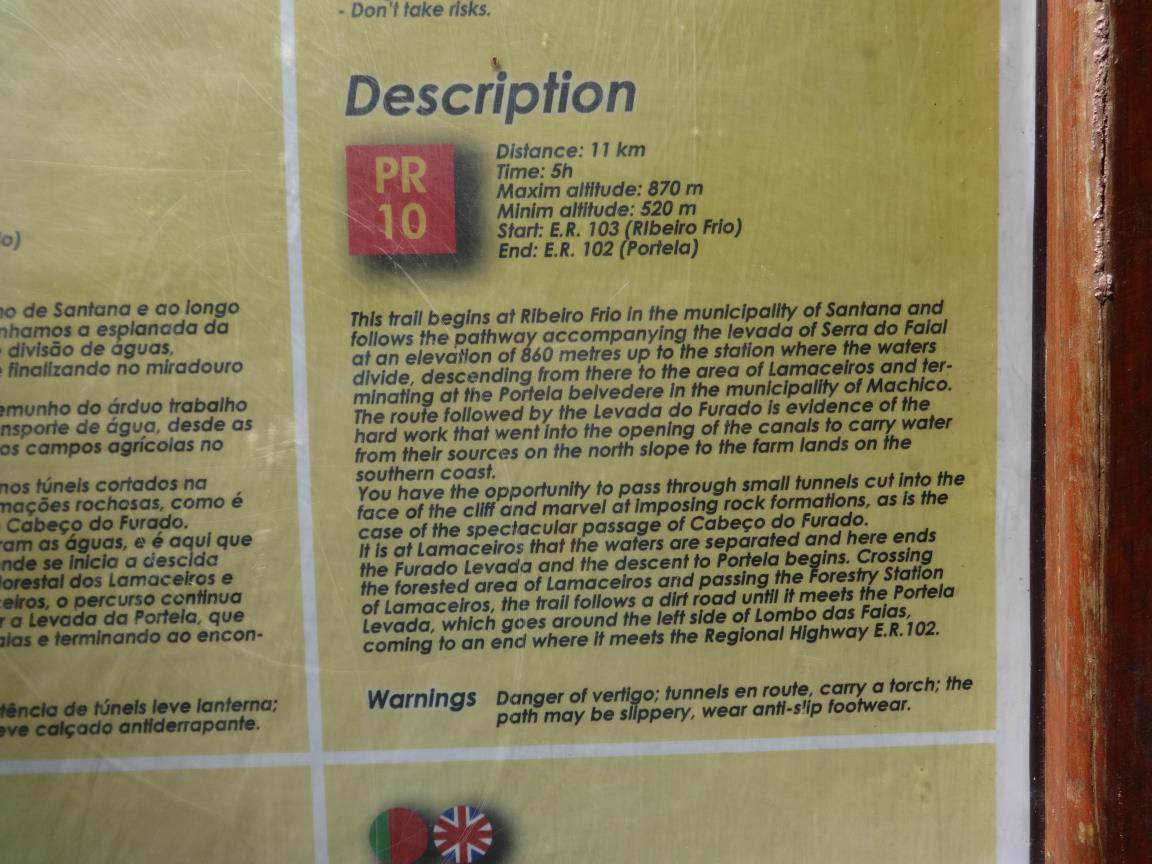 - Don't take risks.
Description
PR
10
Distance: 11 km
Time: 5h
Maxim altitude: 870 m
Minim altitude: 520 m
Start: E.R. 103 (RIbeiro Frio)
End: E.R. 102 (Portela)
This trail begins at Ribeiro Frio in the municipality of Santana and
follows the pathway accompanying the levada of Serra do Faial
at an elevation of 860 metres up to the station where the waters
divide, descending from there to the area of Lamaceiros and ter-
minating at the Portela belvedere in the municipality of Machico.
The route followed by the Levada do Furado is evidence of the
hard work that went into the opening of the canals to carry water
from their sources on the north slope to the farm lands on the
southern coast.
You have the opportunity to pass through small tunnels cut into the
face of the cliff and marvel at imposing rock formations, as is the
case of the spectacular passage of Cabeço do Furado.
It is at Lamaceiros that the waters are separated and here ends
the Furado Levada and the descent to Portela begins. Crossing
the forested area of Lamaceiros and passing the Forestry Station
of Lamaceiros, the trail follows a dirt road until it meets the Portela
Levada, which goes around the left side of Lombo das Faias,
coming to an end where it meets the Regional Highway E.R.102.
Warnings
Danger of vertigo; tunnels en route, carry a torch; the
path may be slippery, wear anti-slip footwear.
io)
no de Santana e ao longo
nhamos a esplanada da
divisão de águas,
finalizando no miradouro
emunho do árduo trabalho
nsporte de água, desde as
os campos agrícolas no
nos túneis cortados na
mações rochosas, como é
Cabeço do Furado.
ram as águas, e é aqui que
nde se inicia a descida
lorestal dos Lamaceiros e
ceiros, o percurso continua
r a Levada da Portela, que
aias e terminando ao encon-
tência de túneis leve lanterna;
eve calçado antiderrapante.